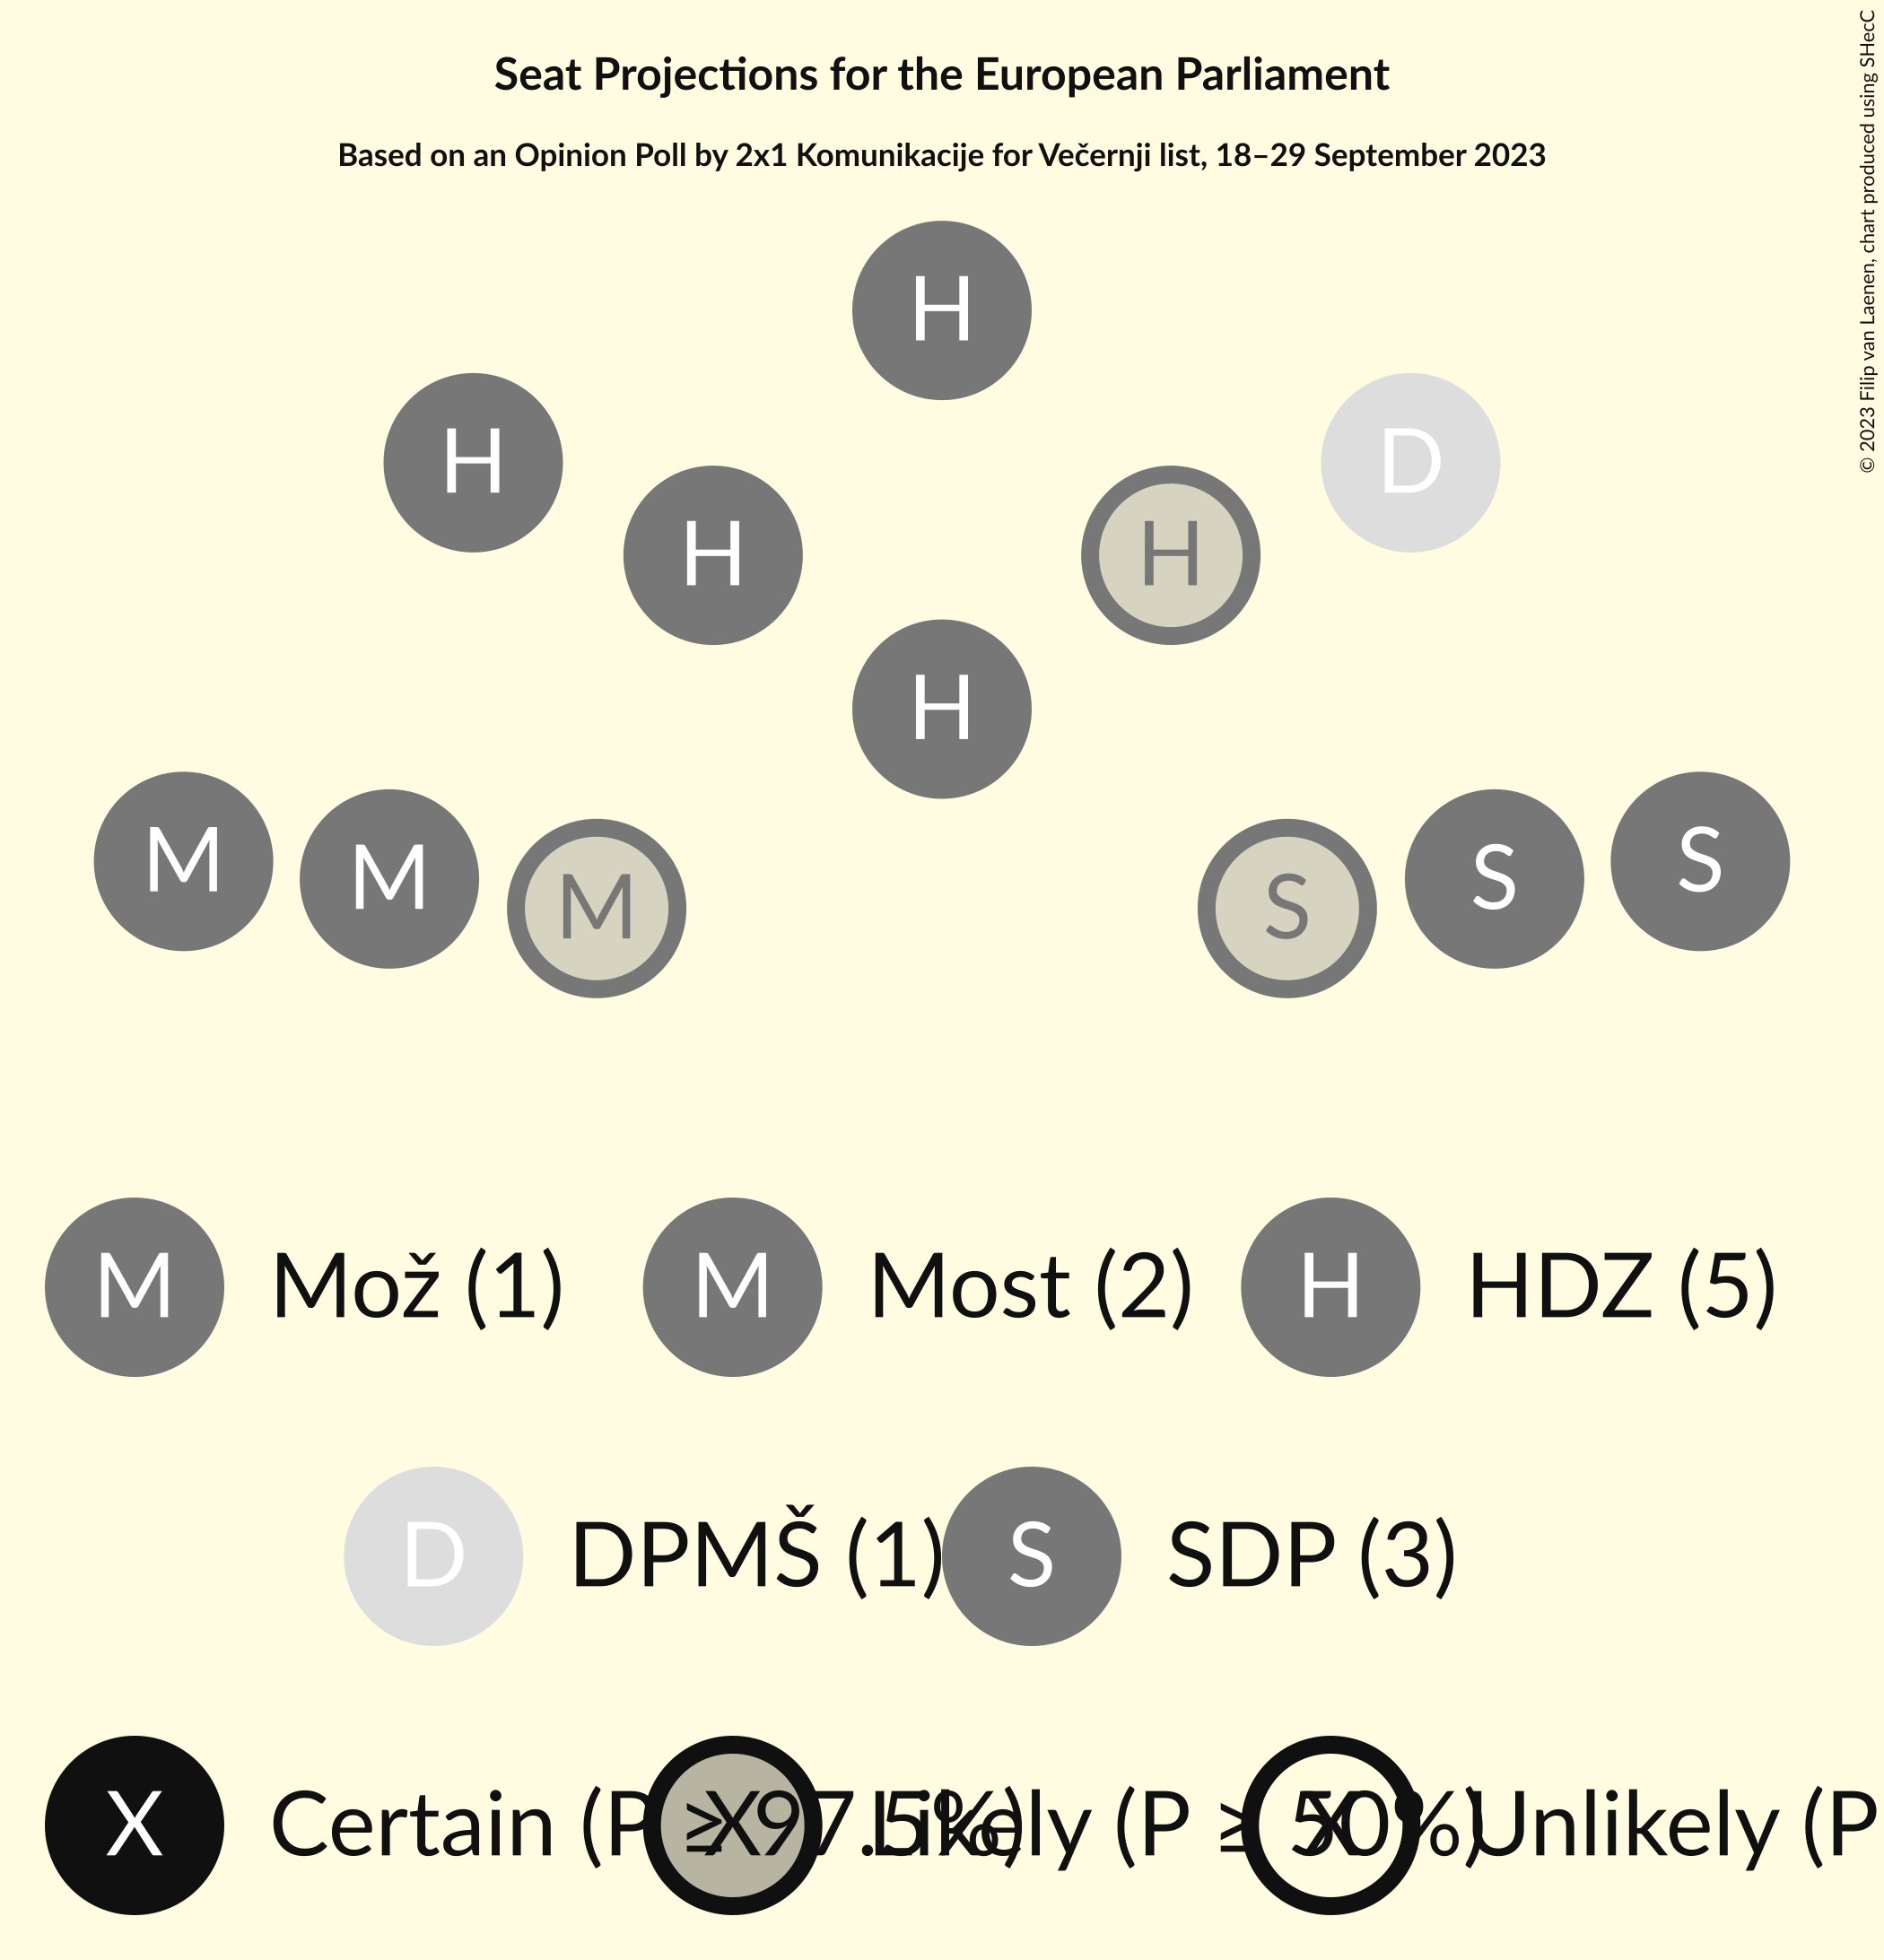 Seat Projections for the European Parliament
Based on an Opinion Poll by 2x1 Komunikacije for Večernji list, 18–29 September 2023
© 2023 Filip van Laenen, chart produced using SHecC
H
H
D
H
H
H
M
M
M
S
S
S
M Mož (1) M Most (2) H HDZ (5)
D DPMŠ (1) S SDP (3)
X Certain (P ≥ 97.5%) X Likely (P ≥ 50%) X Unlikely (P